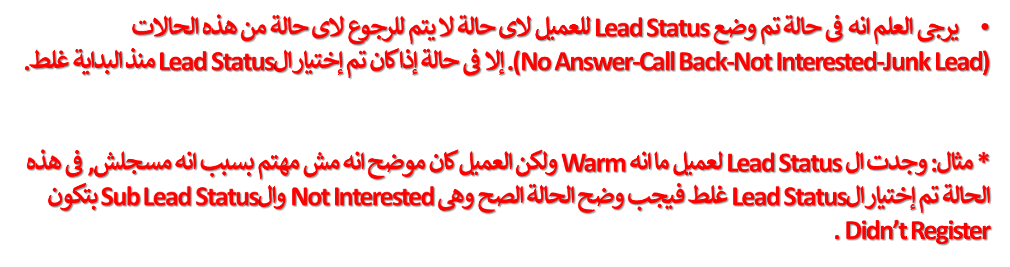 • يرجى العلم انه فى حالة تم وضع Lead Status للعميل لاى حالة لا يتم للرجوع لاى حالة من هذه الحالات
(No Answer-Call Back-Not Interested-Junk Lead). إلا فى حالة إذا كان تم إختيار الLead Status منذ البداية غلط.
* مثال: وجدت ال Lead Status لعميل ما انه Warm ولكن العميل كان موضح انه مش مهتم بسبب انه مسجلش, فى هذه
الحالة تم إختيار الLead Status غلط فيجب وضح الحالة الصح وهى Not Interested والSub Lead Status بتكون
Didn't Register .